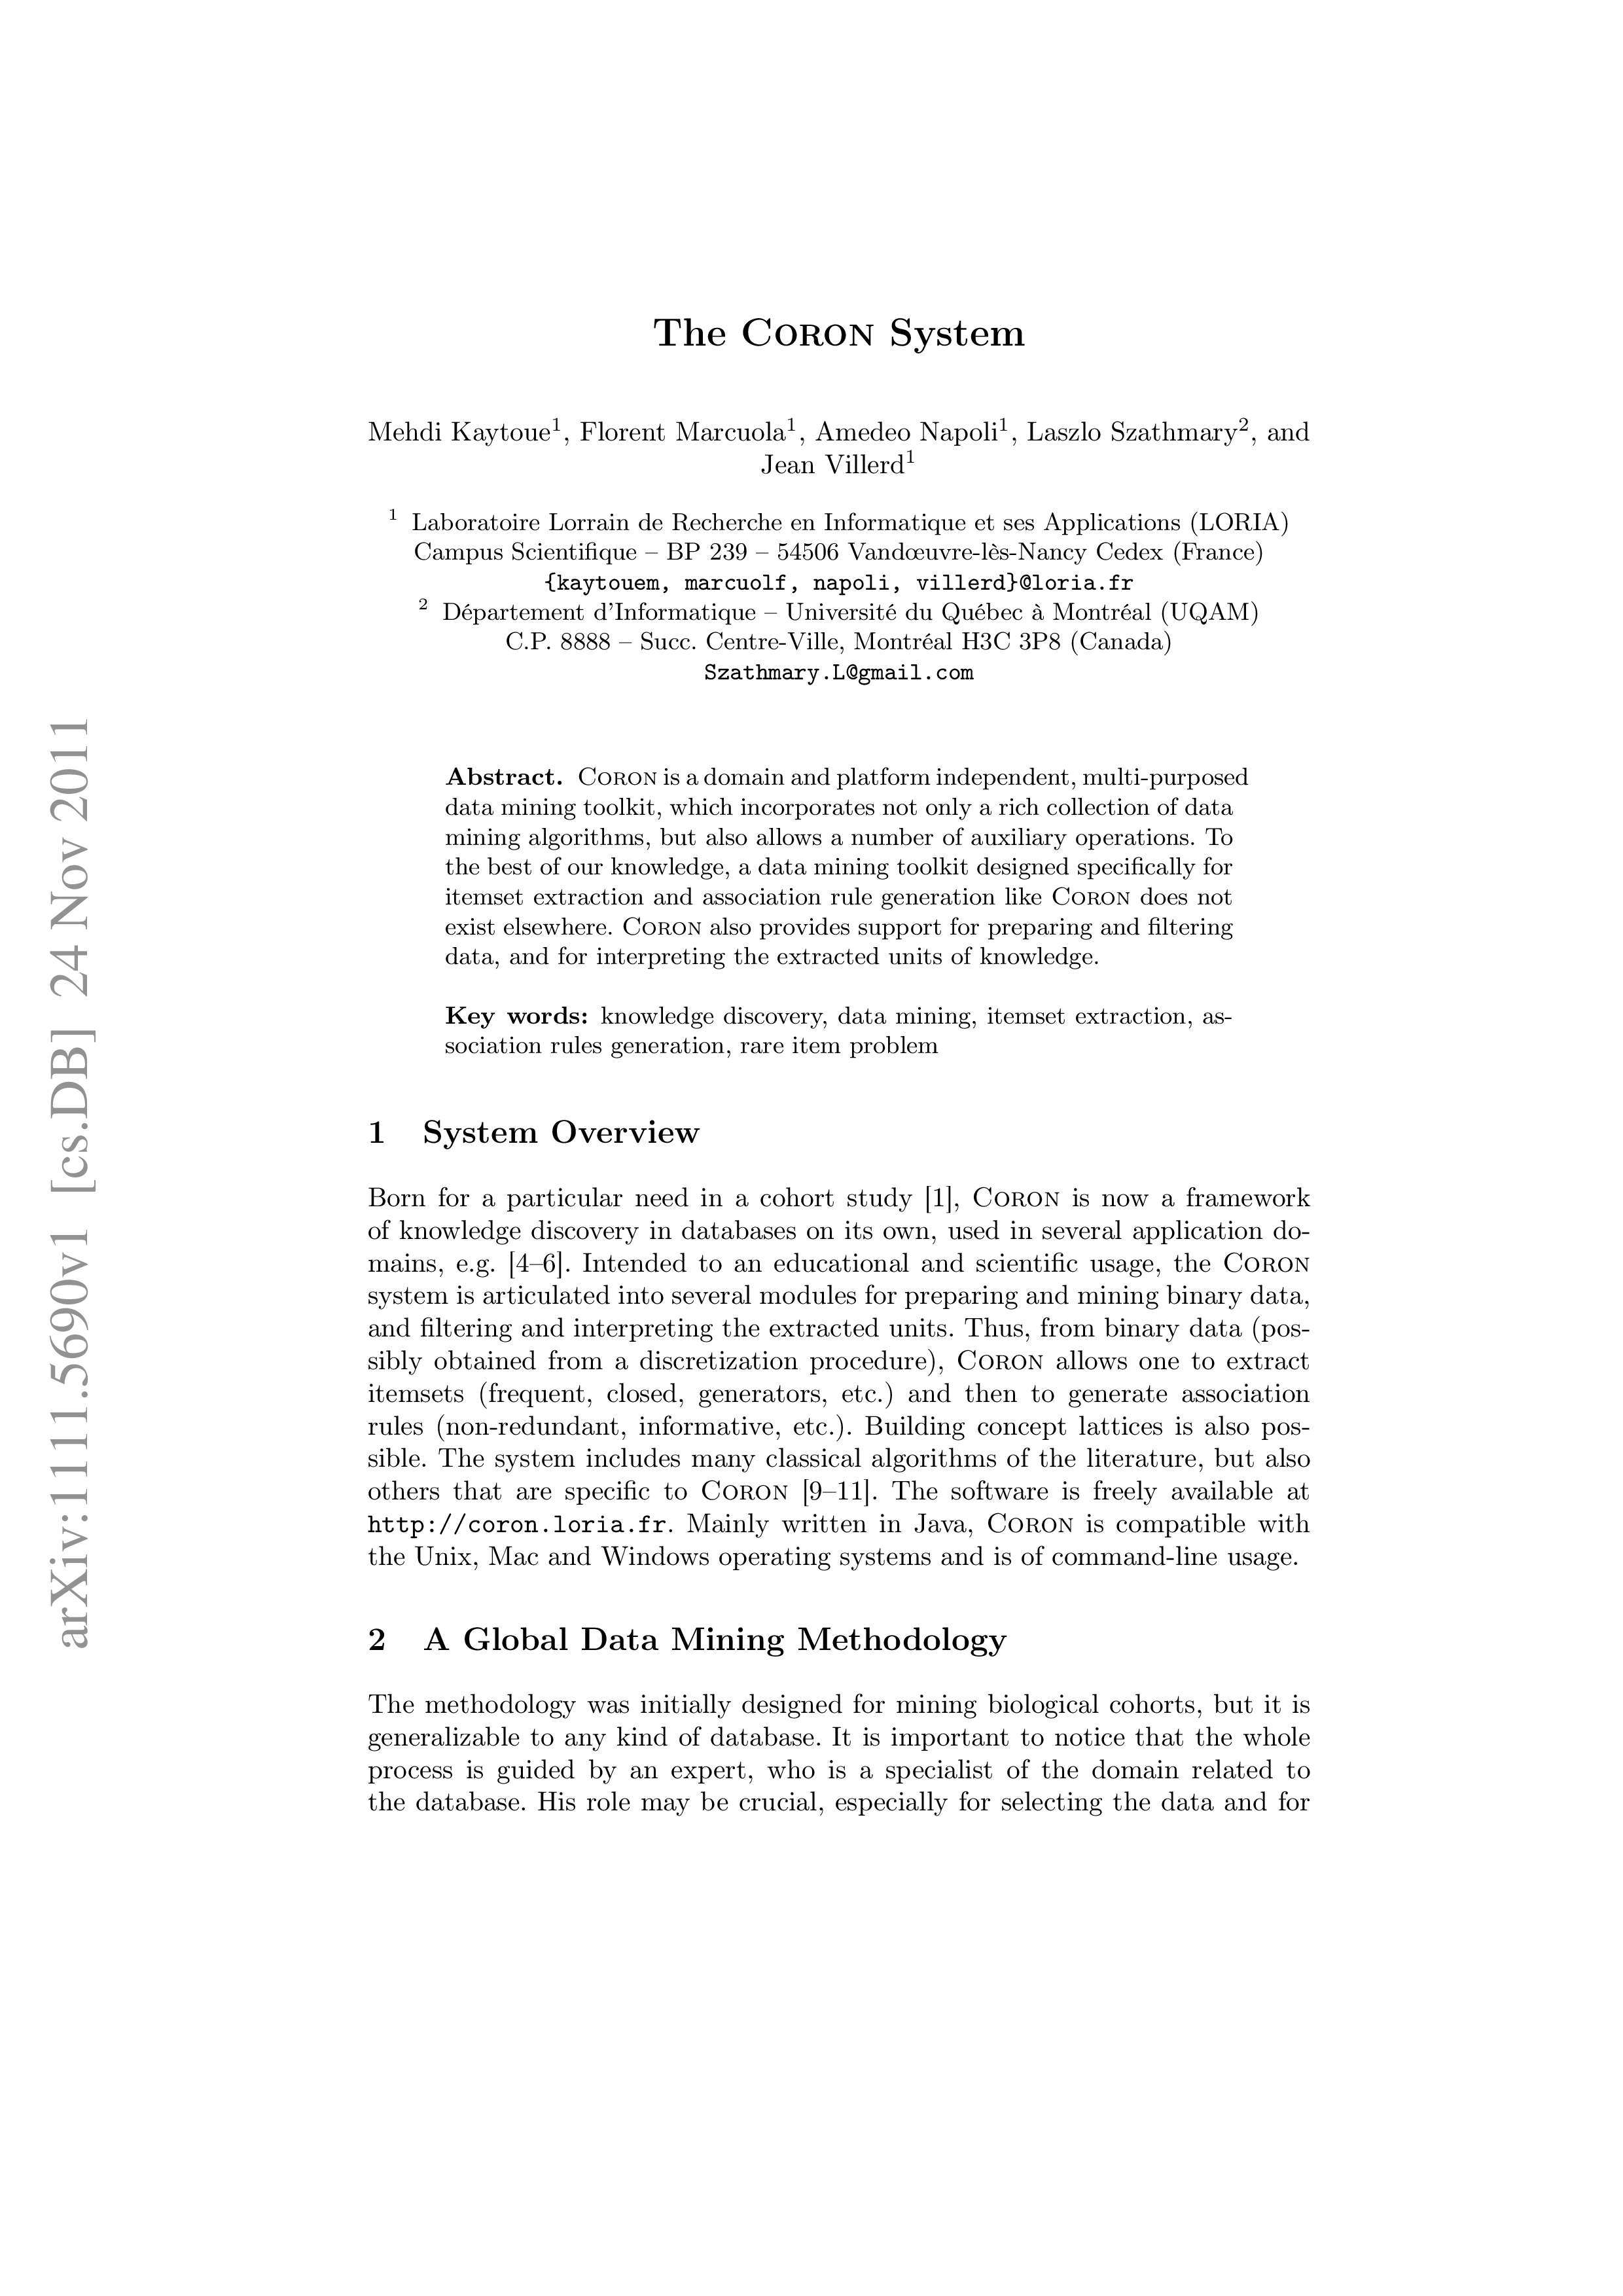 The CORON System
Mehdi Kaytoue1, Florent Marcuola1, Amedeo Napoli1, Laszlo Szathmary2, and
Jean Villerd1
1 Laboratoire Lorrain de Recherche en Informatique et ses Applications (LORIA)
Campus Scientifique – BP 239 – 54506 Vandœuvre-lès-Nancy Cedex (France)
{kaytouem, marcuolf, napoli, villerd}@loria.fr
2 Département d'Informatique – Université du Québec à Montréal (UQAM)
C.P. 8888 – Succ. Centre-Ville, Montréal H3C 3P8 (Canada)
Szathmary.L@gmail.com
Abstract. CORON is a domain and platform independent, multi-purposed
data mining toolkit, which incorporates not only a rich collection of data
mining algorithms, but also allows a number of auxiliary operations. To
the best of our knowledge, a data mining toolkit designed specifically for
itemset extraction and association rule generation like CORON does not
exist elsewhere. CORON also provides support for preparing and filtering
data, and for interpreting the extracted units of knowledge.
Key words: knowledge discovery, data mining, itemset extraction, as-
sociation rules generation, rare item problem
1 System Overview
Born for a particular need in a cohort study [1], CORON is now a framework
of knowledge discovery in databases on its own, used in several application do-
mains, e.g. [4–6]. Intended to an educational and scientific usage, the CORON
system is articulated into several modules for preparing and mining binary data,
and filtering and interpreting the extracted units. Thus, from binary data (pos-
sibly obtained from a discretization procedure), CORON allows one to extract
itemsets (frequent, closed, generators, etc.) and then to generate association
rules (non-redundant, informative, etc.). Building concept lattices is also pos-
sible. The system includes many classical algorithms of the literature, but also
others that are specific to CORON [9–11]. The software is freely available at
http://coron.loria.fr. Mainly written in Java, CORON is compatible with
the Unix, Mac and Windows operating systems and is of command-line usage.
2 A Global Data Mining Methodology
The methodology was initially designed for mining biological cohorts, but it is
generalizable to any kind of database. It is important to notice that the whole
process is guided by an expert, who is a specialist of the domain related to
the database. His role may be crucial, especially for selecting the data and for
arXiv:1111.5690v1 [cs.DB] 24 Nov 2011